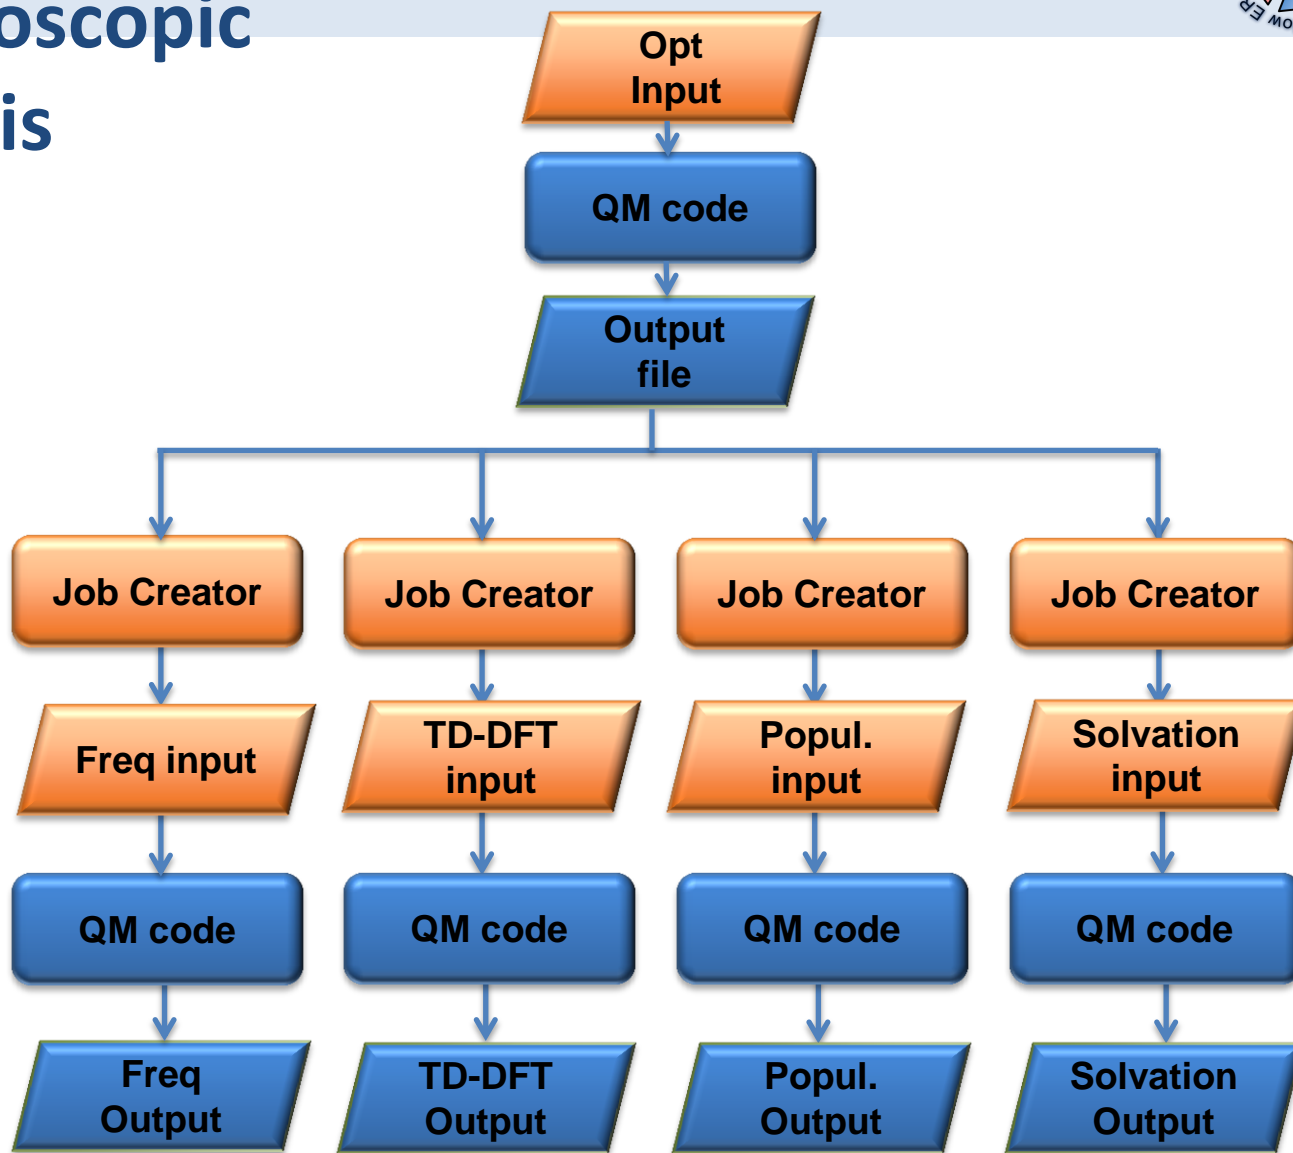 oscopic
is
Opt
Input
QM code
Output
file
Job Creator
Job Creator
Job Creator
Job Creator
Freq input
TD-DFT
input
Popul.
input
Solvation
input
QM code
QM code
QM code
QM code
Freq
Output
TD-DFT
Output
Popul.
Output
Solvation
Output